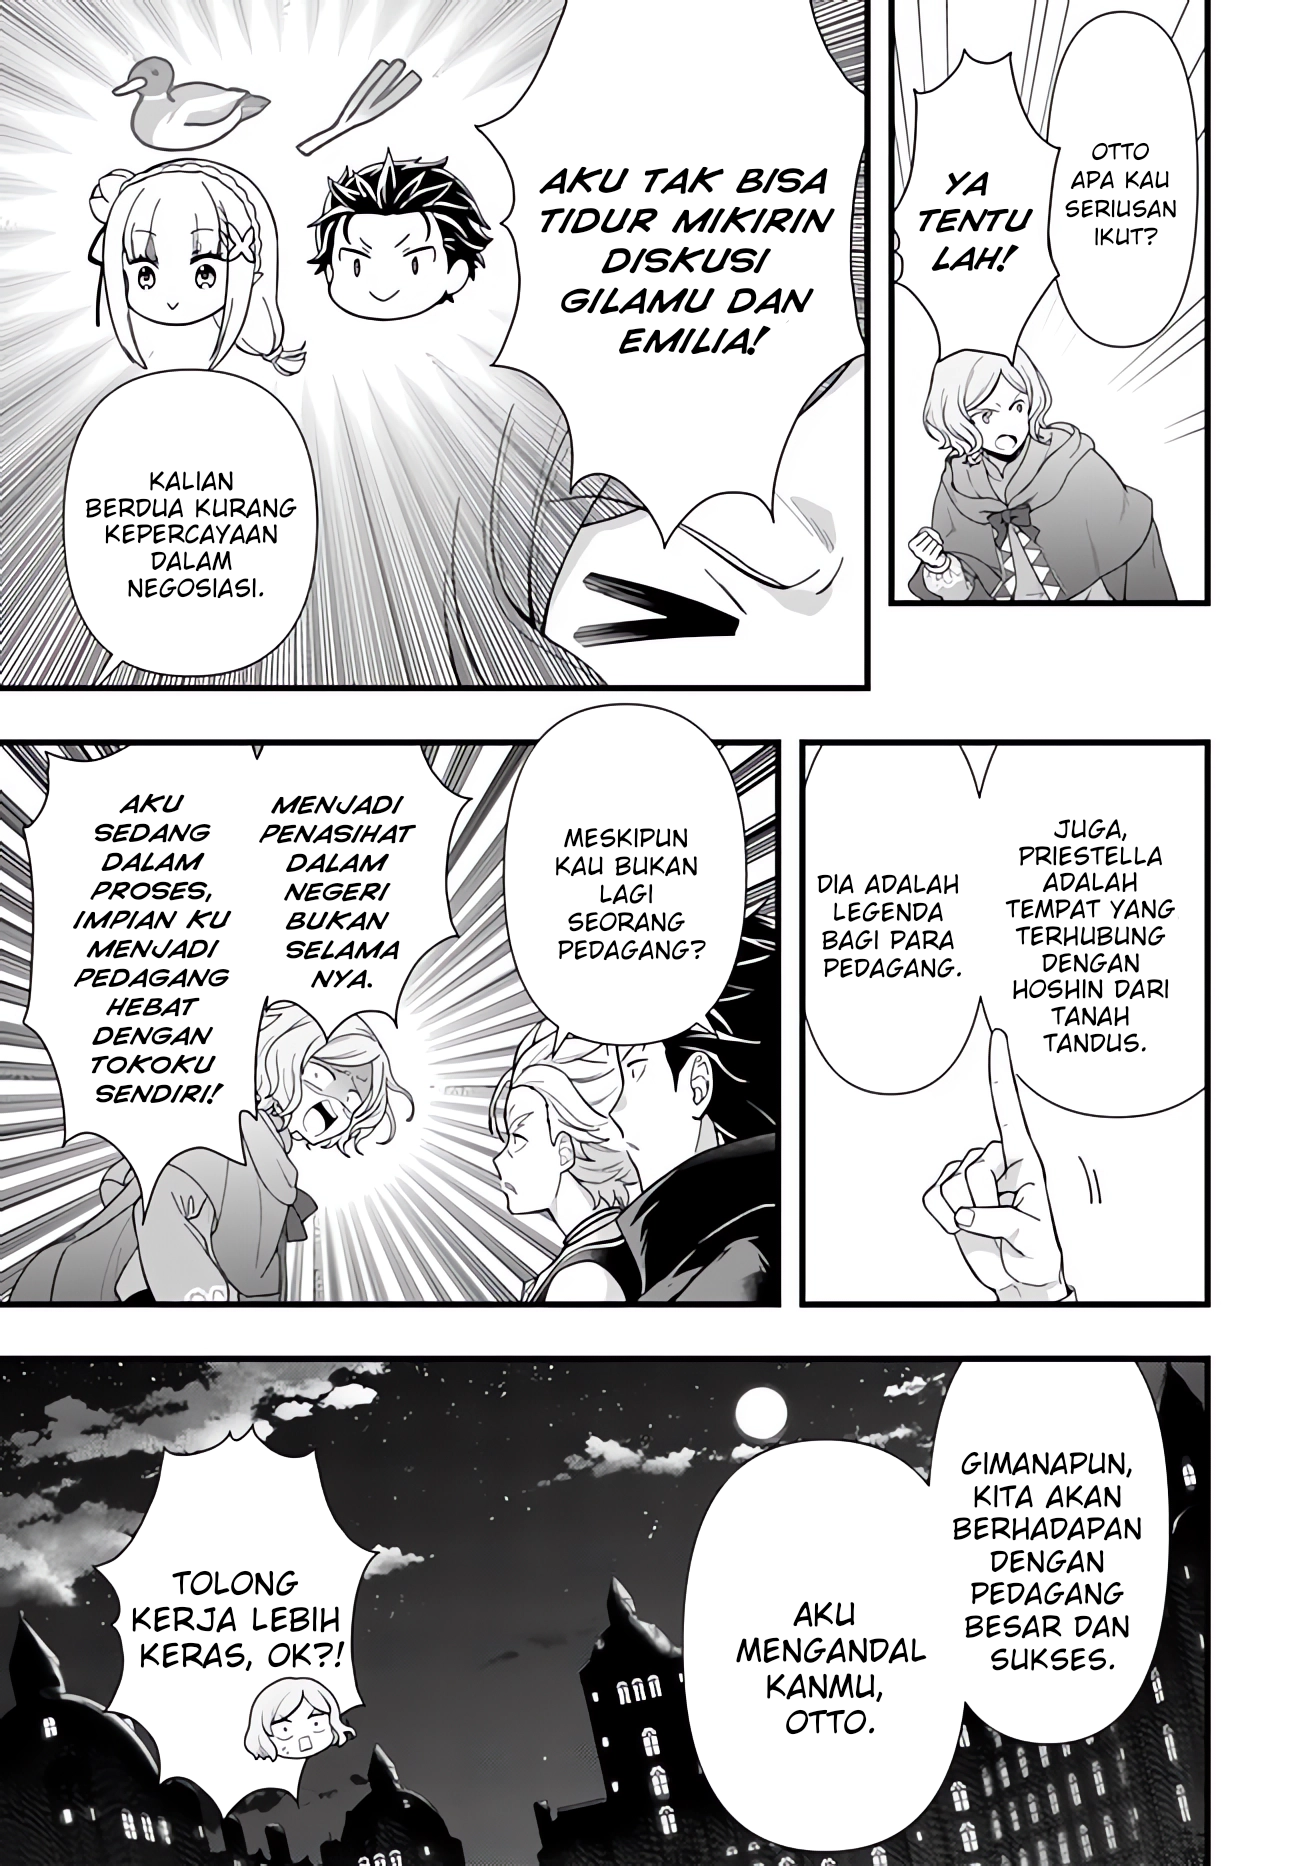 OTTO
APA KAU
SERIUSAN
IKUT?
YA
TENTU
LAH!
AKU TAK BISA
TIDUR MIKIRIN
DISKUSI
GILAMU DAN
EMILIA!
KALIAN
BERDUA KURANG
KEPERCAYAAN
DALAM
NEGOSIASI.
JUGA,
PRIESTELLA
ADALAH
TEMPAT YANG
TERHUBUNG
DENGAN
HOSHIN DARI
TANAH
TANDUS.
DIA ADALAH
LEGENDA
BAGI PARA
PEDAGANG.
MESKIPUN
KAU BUKAN
LAGI
SEORANG
PEDAGANG?
MENJADI
PENASIHAT
DALAM
NEGERI
BUKAN
SELAMA
NYA.
AKU
SEDANG
DALAM
PROSES,
IMPIAN KU
MENJADI
PEDAGANG
HEBAT
DENGAN
TOKOKU
SENDIRI!
GIMANAPUN,
KITA AKAN
BERHADAPAN
DENGAN
PEDAGANG
BESAR DAN
SUKSES.
AKU
MENGANDAL
KANMU,
OTTO.
TOLONG
KERJA LEBIH
KERAS, OK?!